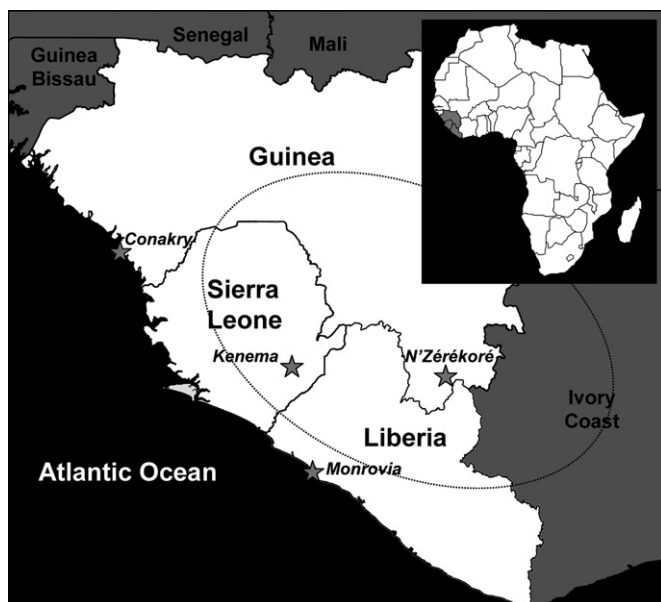 Senegal
Mali
Guinea
Bissau
Guinea
Conakry
Sierra
Leone
Kenema
N'Zérékoré
Ivory
Coast
Liberia
Atlantic Ocean
Monrovia